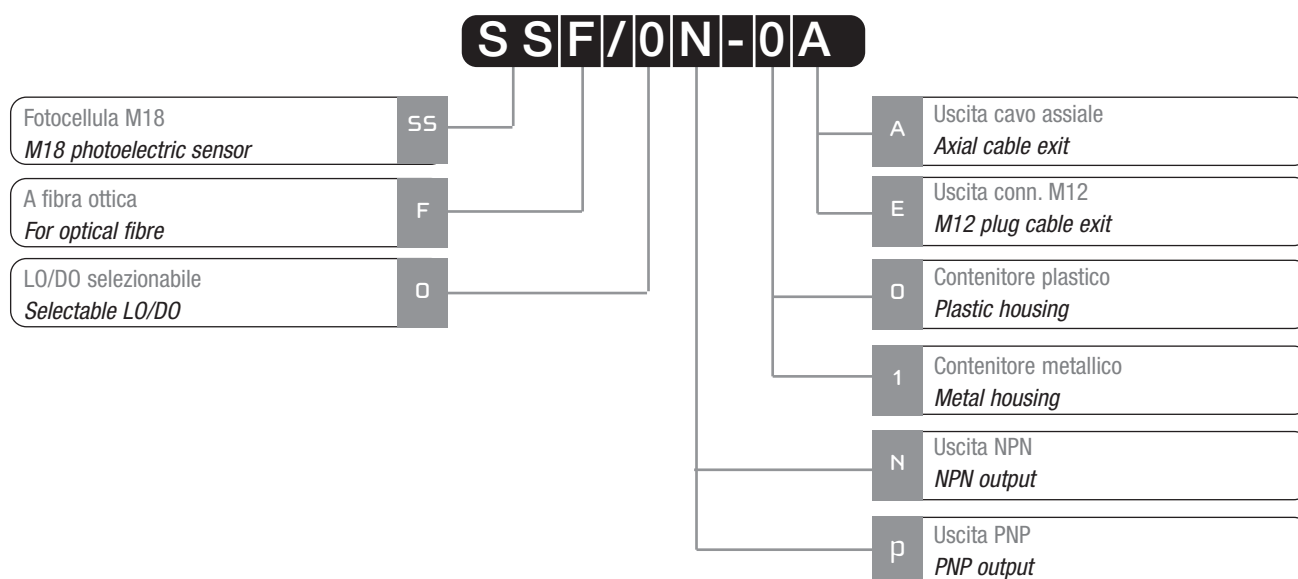 SSF/0N-0A
Fotocellula M18
M18 photoelectric sensor
SS
A fibra ottica
For optical fibre
F
LO/DO selezionabile
Selectable LO/DO
0
A
Uscita cavo assiale
Axial cable exit
E
Uscita conn. M12
M12 plug cable exit
0
Contenitore plastico
Plastic housing
1
Contenitore metallico
Metal housing
N
Uscita NPN
NPN output
p
Uscita PNP
PNP output